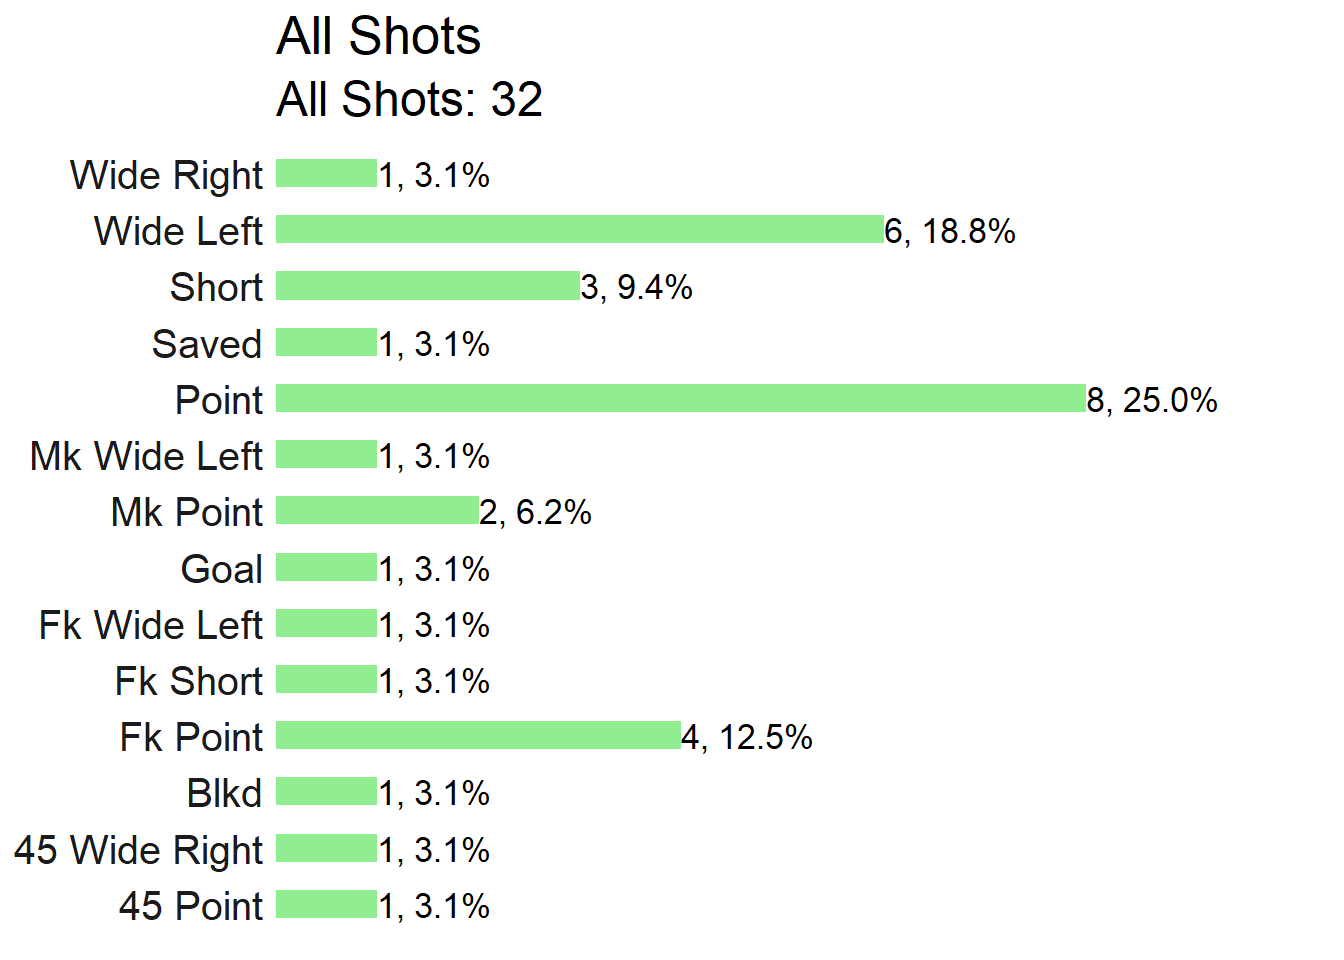 All Shots
All Shots: 32
Wide Right 1, 3.1%
Wide Left 6, 18.8%
Short 3, 9.4%
Saved 1, 3.1%
Point 8, 25.0%
Mk Wide Left 1, 3.1%
Mk Point 2, 6.2%
Goal 1, 3.1%
Fk Wide Left 1, 3.1%
Fk Short 1, 3.1%
Fk Point 4, 12.5%
Blkd 1, 3.1%
45 Wide Right 1, 3.1%
45 Point 1, 3.1%